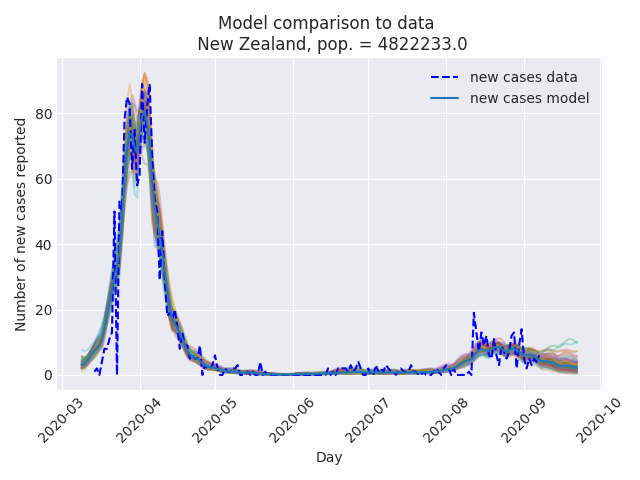 Model comparison to data
New Zealand, pop. = 4822233.0
new cases data
new cases model
Number of new cases reported
80
60
40
20
0
2020-03
2020-04
2020-05
2020-06
2020-07
2020-08
2020-09
2020-10
Day